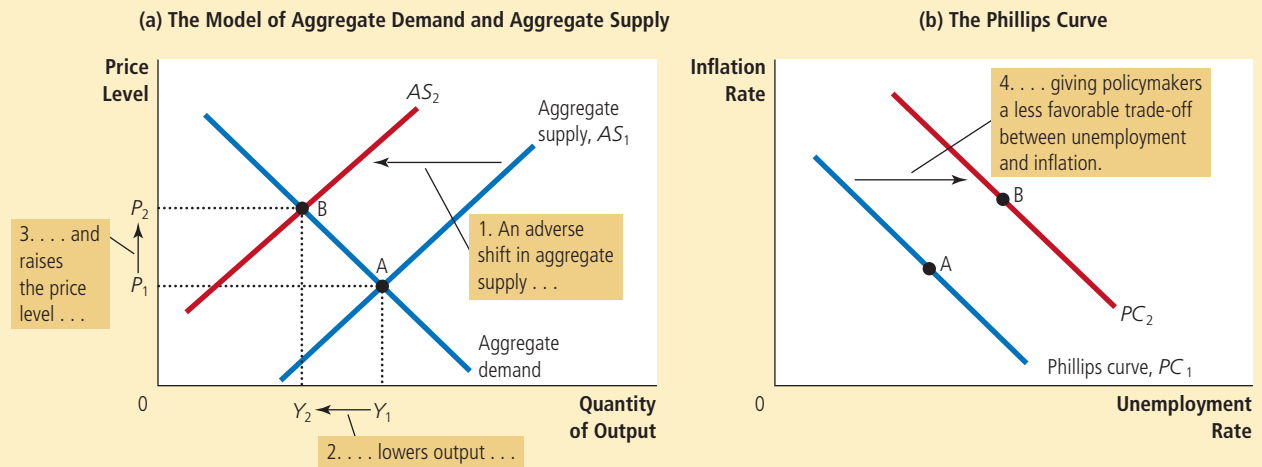 (a) The Model of Aggregate Demand and Aggregate Supply
Price
Level
AS₂
Aggregate
supply, AS₁
P₂
B
3. . . . and
raises
the price
level . . .
1. An adverse
shift in aggregate
supply . . .
A
P₁
Aggregate
demand
0
Y₂
Y₁
Quantity
of Output
2. . . . lowers output . . .
(b) The Phillips Curve
Inflation
Rate
4. . . . giving policymakers
a less favorable trade-off
between unemployment
and inflation.
B
A
PC₂
Phillips curve, PC₁
0
Unemployment
Rate